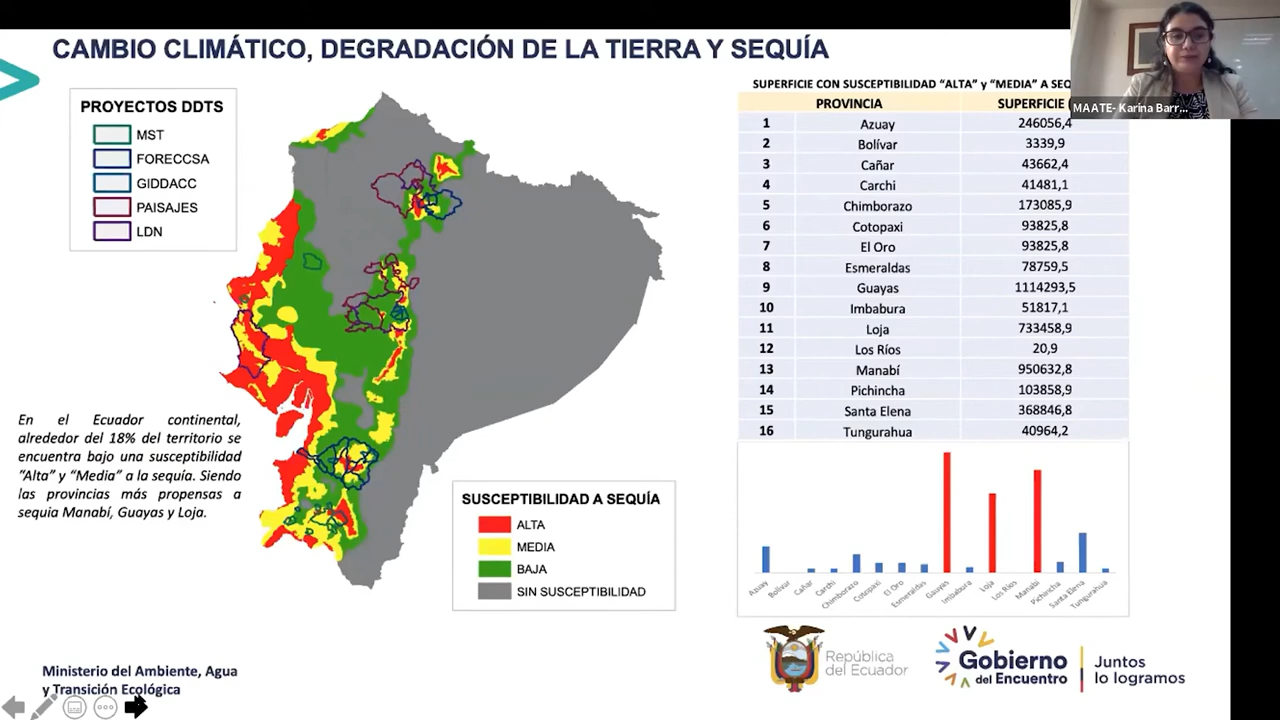 CAMBIO CLIMÁTICO, DEGRADACIÓN DE LA TIERRA Y SEQUÍA
PROYECTOS DDTS
MST
FORECCSA
GIDDACC
PAISAJES
LDN
En el Ecuador continental,
alrededor del 18% del territorio se
encuentra bajo una susceptibilidad
“Alta” y “Media” a la sequía. Siendo
las provincias más propensas a
sequia Manabí, Guayas y Loja.
SUSCEPTIBILIDAD A SEQUÍA
ALTA
MEDIA
BAJA
SIN SUSCEPTIBILIDAD
SUPERFICIE CON SUSCEPTIBILIDAD “ALTA” y “MEDIA” A SEQ
PROVINCIA SUPERFICIE (
1 Azuay 246056,4
2 Bolívar 3339,9
3 Cañar 43662,4
4 Carchi 41481,1
5 Chimborazo 173085,9
6 Cotopaxi 93825,8
7 El Oro 93825,8
8 Esmeraldas 78759,5
9 Guayas 1114293,5
10 Imbabura 51817,1
11 Loja 733458,9
12 Los Ríos 20,9
13 Manabí 950632,8
14 Pichincha 103858,9
15 Santa Elena 368846,8
16 Tungurahua 40964,2
Azuay Bolívar Cañar Carchi Chimborazo Cotopaxi El Oro Esmeraldas Guayas Imbabura Loja Los Ríos Manabí Pichincha Santa Elena Tungurahua
MAATE- Karina Barr...
Ministerio del Ambiente, Agua
y Transición Ecológica
República
del Ecuador
Gobierno
del Encuentro
Juntos
lo logramos